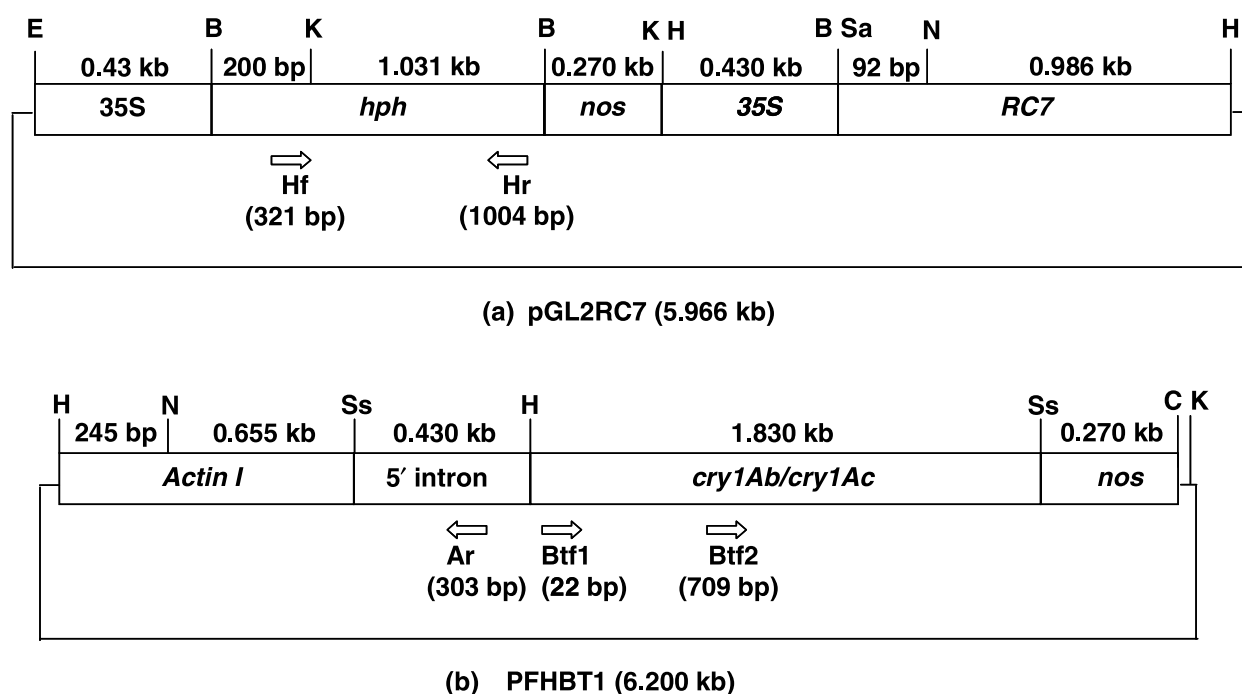 E B K B K H B Sa N H
0.43 kb 200 bp 1.031 kb 0.270 kb 0.430 kb 92 bp 0.986 kb
35S hph nos 35S RC7
Hf Hr
(321 bp) (1004 bp)
(a) pGL2RC7 (5.966 kb)
H N Ss H Ss C K
245 bp 0.655 kb 0.430 kb 1.830 kb 0.270 kb
Actin I 5′ intron cry1Ab/cry1Ac nos
Ar Btf1 Btf2
(303 bp) (22 bp) (709 bp)
(b) PFHBT1 (6.200 kb)